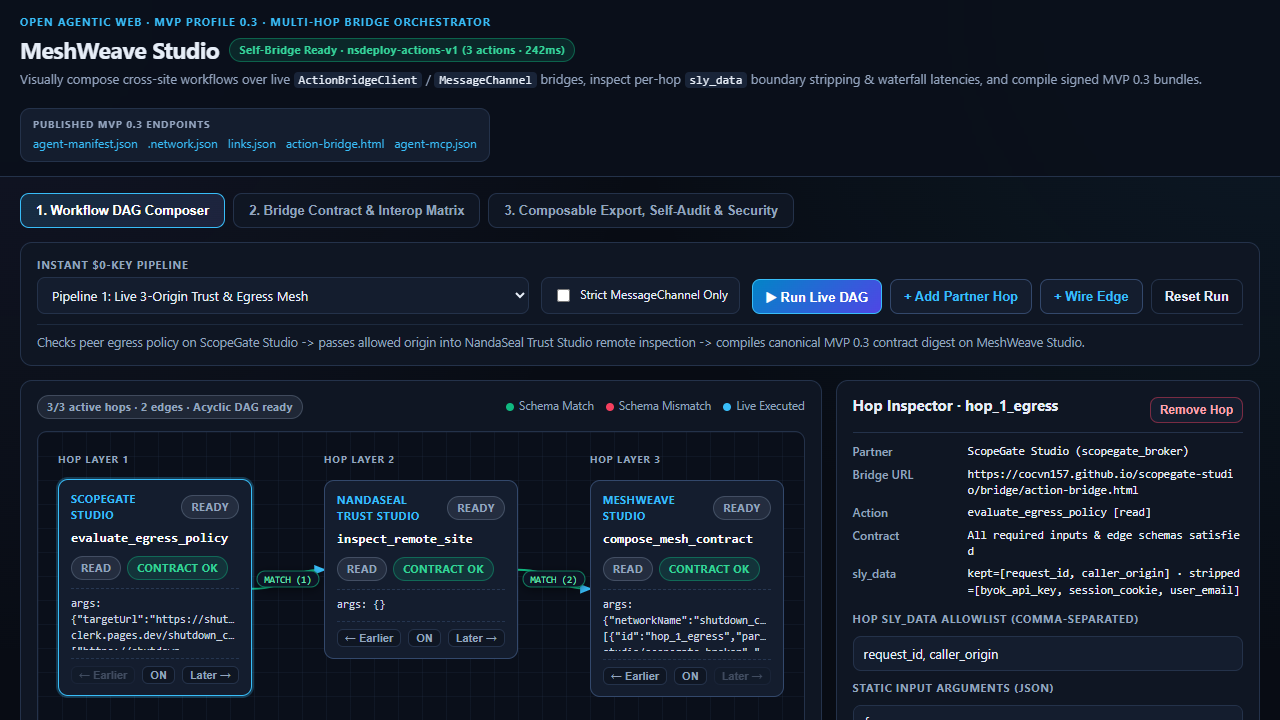 OPEN AGENTIC WEB · MVP PROFILE 0.3 · MULTI-HOP BRIDGE ORCHESTRATOR
MeshWeave Studio
Self-Bridge Ready · nsdeploy-actions-v1 (3 actions · 242ms)
Visually compose cross-site workflows over live ActionBridgeClient / MessageChannel bridges, inspect per-hop sly_data boundary stripping & waterfall latencies, and compile signed MVP 0.3 bundles.
PUBLISHED MVP 0.3 ENDPOINTS
agent-manifest.json .network.json links.json action-bridge.html agent-mcp.json
1. Workflow DAG Composer
2. Bridge Contract & Interop Matrix
3. Composable Export, Self-Audit & Security
INSTANT $0-KEY PIPELINE
Pipeline 1: Live 3-Origin Trust & Egress Mesh
Strict MessageChannel Only
▶ Run Live DAG
+ Add Partner Hop
+ Wire Edge
Reset Run
Checks peer egress policy on ScopeGate Studio -> passes allowed origin into NandaSeal Trust Studio remote inspection -> compiles canonical MVP 0.3 contract digest on MeshWeave Studio.
3/3 active hops · 2 edges · Acyclic DAG ready
Schema Match
Schema Mismatch
Live Executed
HOP LAYER 1
SCOPEGATE STUDIO
READY
evaluate_egress_policy
READ
CONTRACT OK
args:
{"targetUrl":"https://shut…
clerk.pages.dev/shutdown_c…
← Earlier
ON
Later →
MATCH (1)
HOP LAYER 2
NANDASEAL TRUST STUDIO
READY
inspect_remote_site
READ
CONTRACT OK
args: {}
← Earlier
ON
Later →
MATCH (2)
HOP LAYER 3
MESHWEAVE STUDIO
READY
compose_mesh_contract
READ
CONTRACT OK
args:
{"networkName":"shutdown_c…
[{"id":"hop_1_egress","par…
← Earlier
ON
Later →
Hop Inspector · hop_1_egress
Remove Hop
Partner
ScopeGate Studio (scopegate_broker)
Bridge URL
https://cocvn157.github.io/scopegate-studi
o/bridge/action-bridge.html
Action
evaluate_egress_policy [read]
Contract
All required inputs & edge schemas satisfie
d
sly_data
kept=[request_id, caller_origin] · stripped
=[byok_api_key, session_cookie, user_email]
HOP SLY_DATA ALLOWLIST (COMMA-SEPARATED)
request_id, caller_origin
STATIC INPUT ARGUMENTS (JSON)